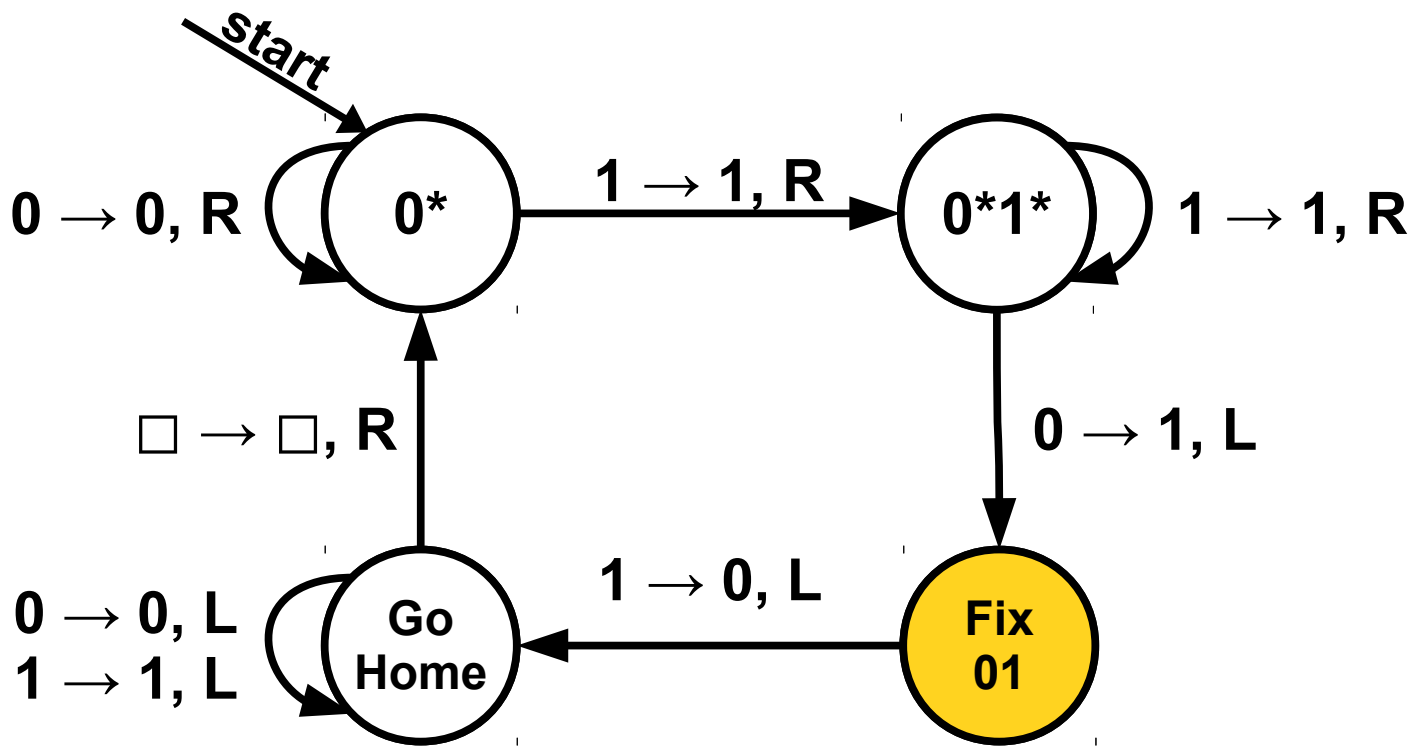 start
0 → 0, R
0*
1 → 1, R
0*1*
1 → 1, R
□ → □, R
0 → 1, L
0 → 0, L
1 → 1, L
Go
Home
1 → 0, L
Fix
01